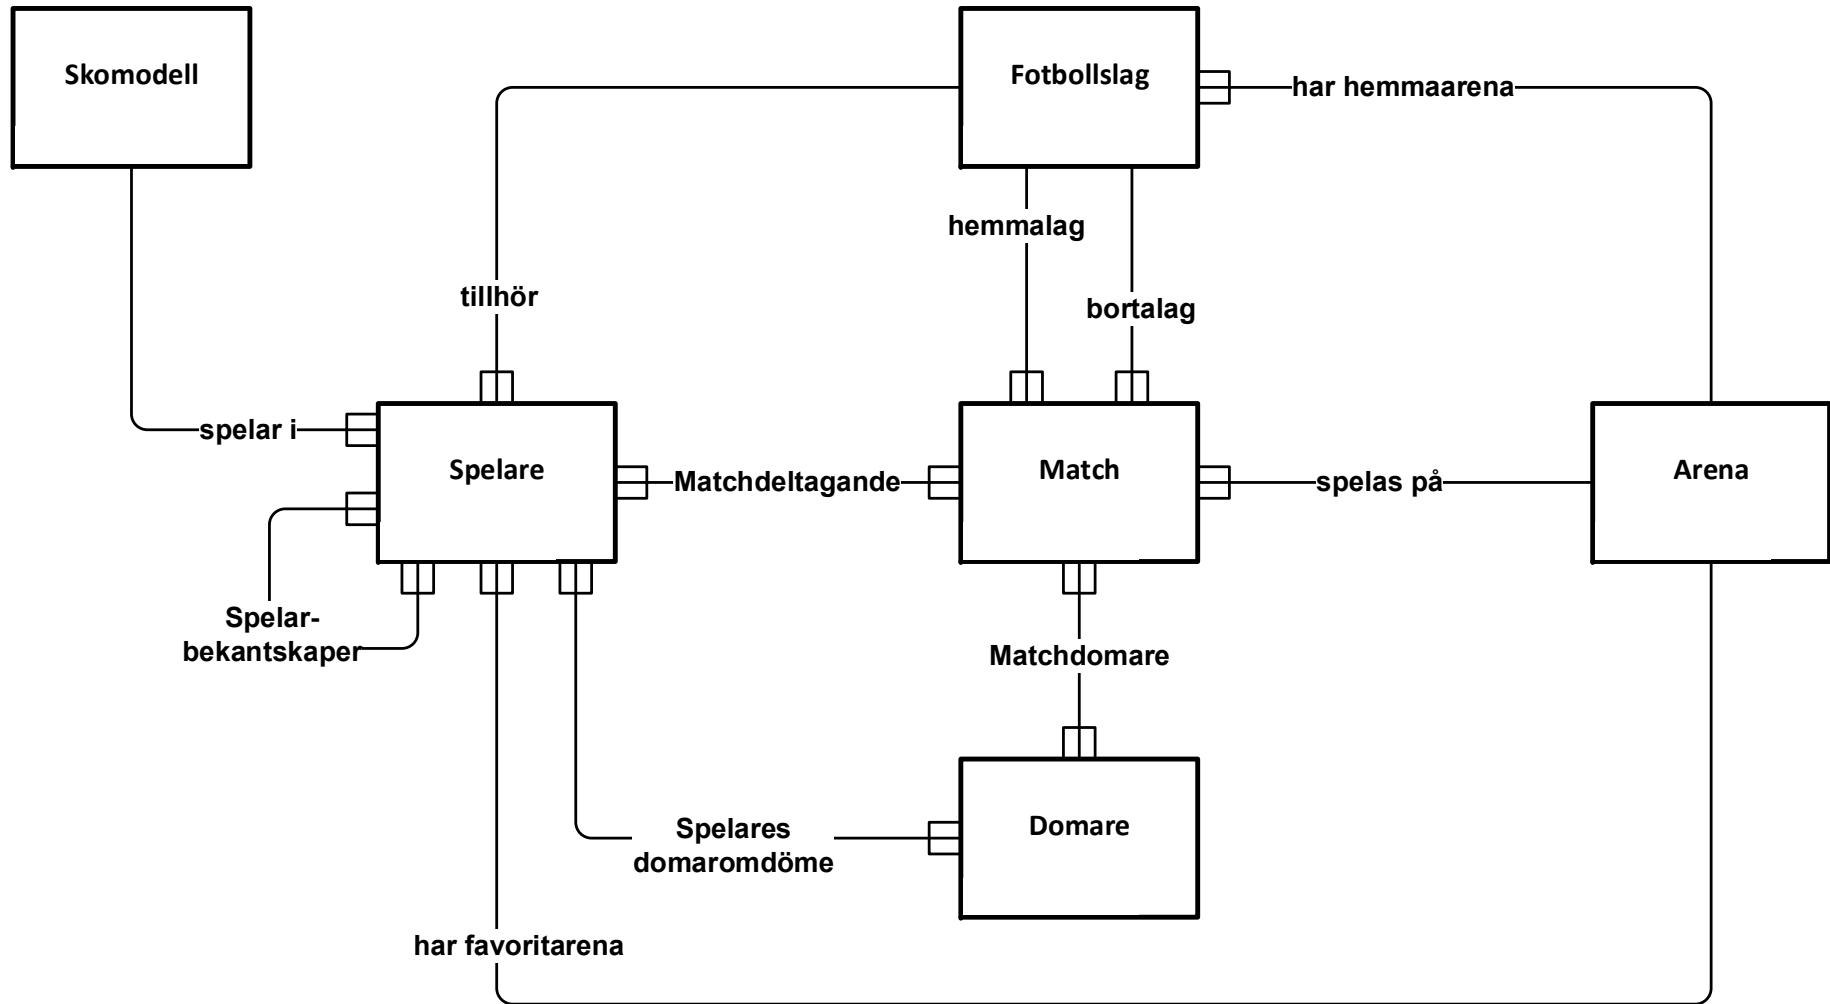 Skomodell
Fotbollslag
har hemmaarena
hemmalag
tillhör
bortalag
spelar i
Spelare
Matchdeltagande
Match
spelas på
Arena
Spelar-
bekantskaper
Matchdomare
Spelares
domaromdöme
Domare
har favoritarena